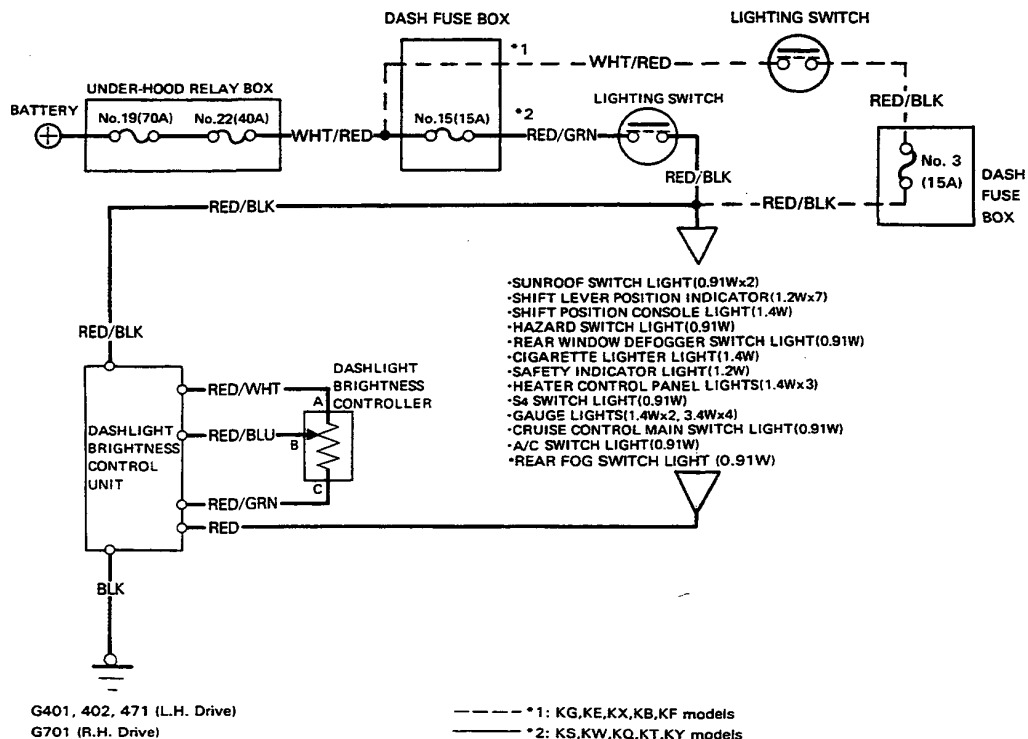 DASH FUSE BOX
LIGHTING SWITCH
*1
WHT/RED
UNDER-HOOD RELAY BOX
BATTERY
No.19(70A)
No.22(40A)
WHT/RED
No.15(15A)
*2
RED/GRN
LIGHTING SWITCH
RED/BLK
RED/BLK
No. 3
(15A)
DASH
FUSE
BOX
RED/BLK
RED/BLK
•SUNROOF SWITCH LIGHT(0.91Wx2)
•SHIFT LEVER POSITION INDICATOR(1.2Wx7)
•SHIFT POSITION CONSOLE LIGHT(1.4W)
•HAZARD SWITCH LIGHT(0.91W)
•REAR WINDOW DEFOGGER SWITCH LIGHT(0.91W)
•CIGARETTE LIGHTER LIGHT(1.4W)
•SAFETY INDICATOR LIGHT(1.2W)
•HEATER CONTROL PANEL LIGHTS(1.4Wx3)
•S4 SWITCH LIGHT(0.91W)
•GAUGE LIGHTS(1.4Wx2, 3.4Wx4)
•CRUISE CONTROL MAIN SWITCH LIGHT(0.91W)
•A/C SWITCH LIGHT(0.91W)
•REAR FOG SWITCH LIGHT (0.91W)
RED/BLK
DASHLIGHT
BRIGHTNESS
CONTROL
UNIT
RED/WHT
A
DASHLIGHT
BRIGHTNESS
CONTROLLER
RED/BLU
B
C
RED/GRN
RED
BLK
G401, 402, 471 (L.H. Drive)
G701 (R.H. Drive)
*1: KG,KE,KX,KB,KF models
*2: KS,KW,KQ,KT,KY models